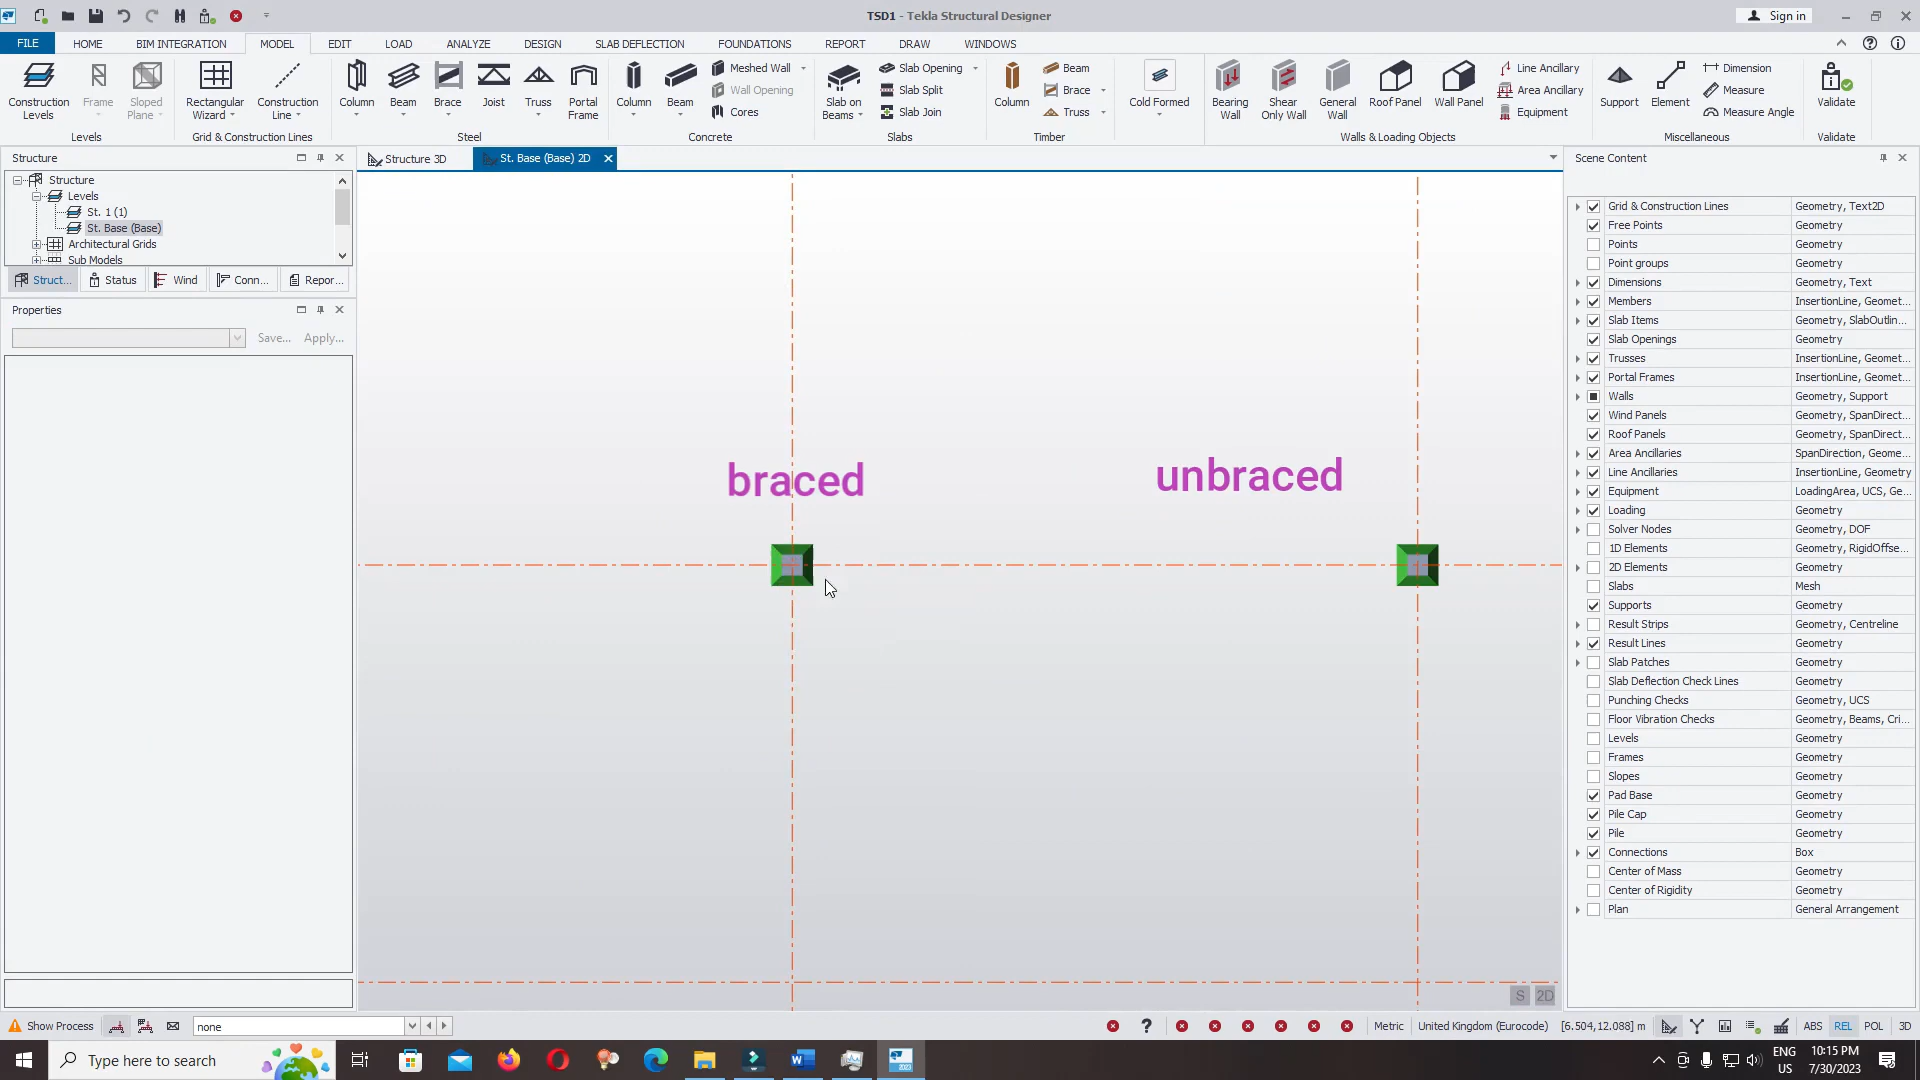 TSD1 - Tekla Structural Designer
Sign in
FILE
HOME
BIM INTEGRATION
MODEL
EDIT
LOAD
ANALYZE
DESIGN
SLAB DEFLECTION
FOUNDATIONS
REPORT
DRAW
WINDOWS
Construction Levels
Frame
Sloped Plane
Levels
Rectangular Wizard
Construction Line
Grid & Construction Lines
Column
Beam
Brace
Joist
Truss
Portal Frame
Steel
Column
Beam
Meshed Wall
Wall Opening
Cores
Concrete
Slab on Beams
Slab Opening
Slab Split
Slab Join
Slabs
Column
Beam
Brace
Truss
Timber
Cold Formed
Bearing Wall
Shear Only Wall
General Wall
Roof Panel
Wall Panel
Line Ancillary
Area Ancillary
Equipment
Walls & Loading Objects
Support
Element
Dimension
Measure
Measure Angle
Miscellaneous
Validate
Validate
Structure
Structure
Levels
St. 1 (1)
St. Base (Base)
Architectural Grids
Sub Models
Struct...
Status
Wind
Conn...
Repor...
Properties
Save...
Apply...
Structure 3D
St. Base (Base) 2D
braced
unbraced
S
2D
Scene Content
Grid & Construction Lines Geometry, Text2D
Free Points Geometry
Points Geometry
Point groups Geometry
Dimensions Geometry, Text
Members InsertionLine, Geomet...
Slab Items Geometry, SlabOutlin...
Slab Openings Geometry
Trusses InsertionLine, Geomet...
Portal Frames InsertionLine, Geomet...
Walls Geometry, Support
Wind Panels Geometry, SpanDirect...
Roof Panels Geometry, SpanDirect...
Area Ancillaries SpanDirection, Geome...
Line Ancillaries InsertionLine, Geometry
Equipment LoadingArea, UCS, Ge...
Loading Geometry
Solver Nodes Geometry, DOF
1D Elements Geometry, RigidOffse...
2D Elements Geometry
Slabs Mesh
Supports Geometry
Result Strips Geometry, Centreline
Result Lines Geometry
Slab Patches Geometry
Slab Deflection Check Lines Geometry
Punching Checks Geometry, UCS
Floor Vibration Checks Geometry, Beams, Cri...
Levels Geometry
Frames Geometry
Slopes Geometry
Pad Base Geometry
Pile Cap Geometry
Pile Geometry
Connections Box
Center of Mass Geometry
Center of Rigidity Geometry
Plan General Arrangement
Show Process
none
Metric
United Kingdom (Eurocode)
[6.504,12.088] m
ABS
REL
POL
3D
Type here to search
2023
ENG
US
10:15 PM
7/30/2023